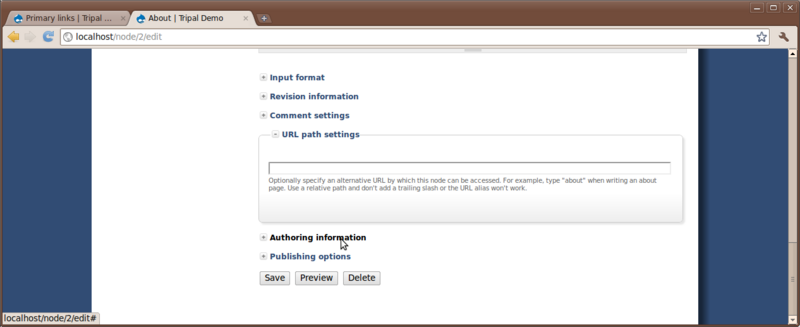 Primary links | Tripal ...
About | Tripal Demo
localhost/node/2/edit
Input format
Revision information
Comment settings
URL path settings
Optionally specify an alternative URL by which this node can be accessed. For example, type "about" when writing an about
page. Use a relative path and don't add a trailing slash or the URL alias won't work.
Authoring information
Publishing options
Save Preview Delete
localhost/node/2/edit#